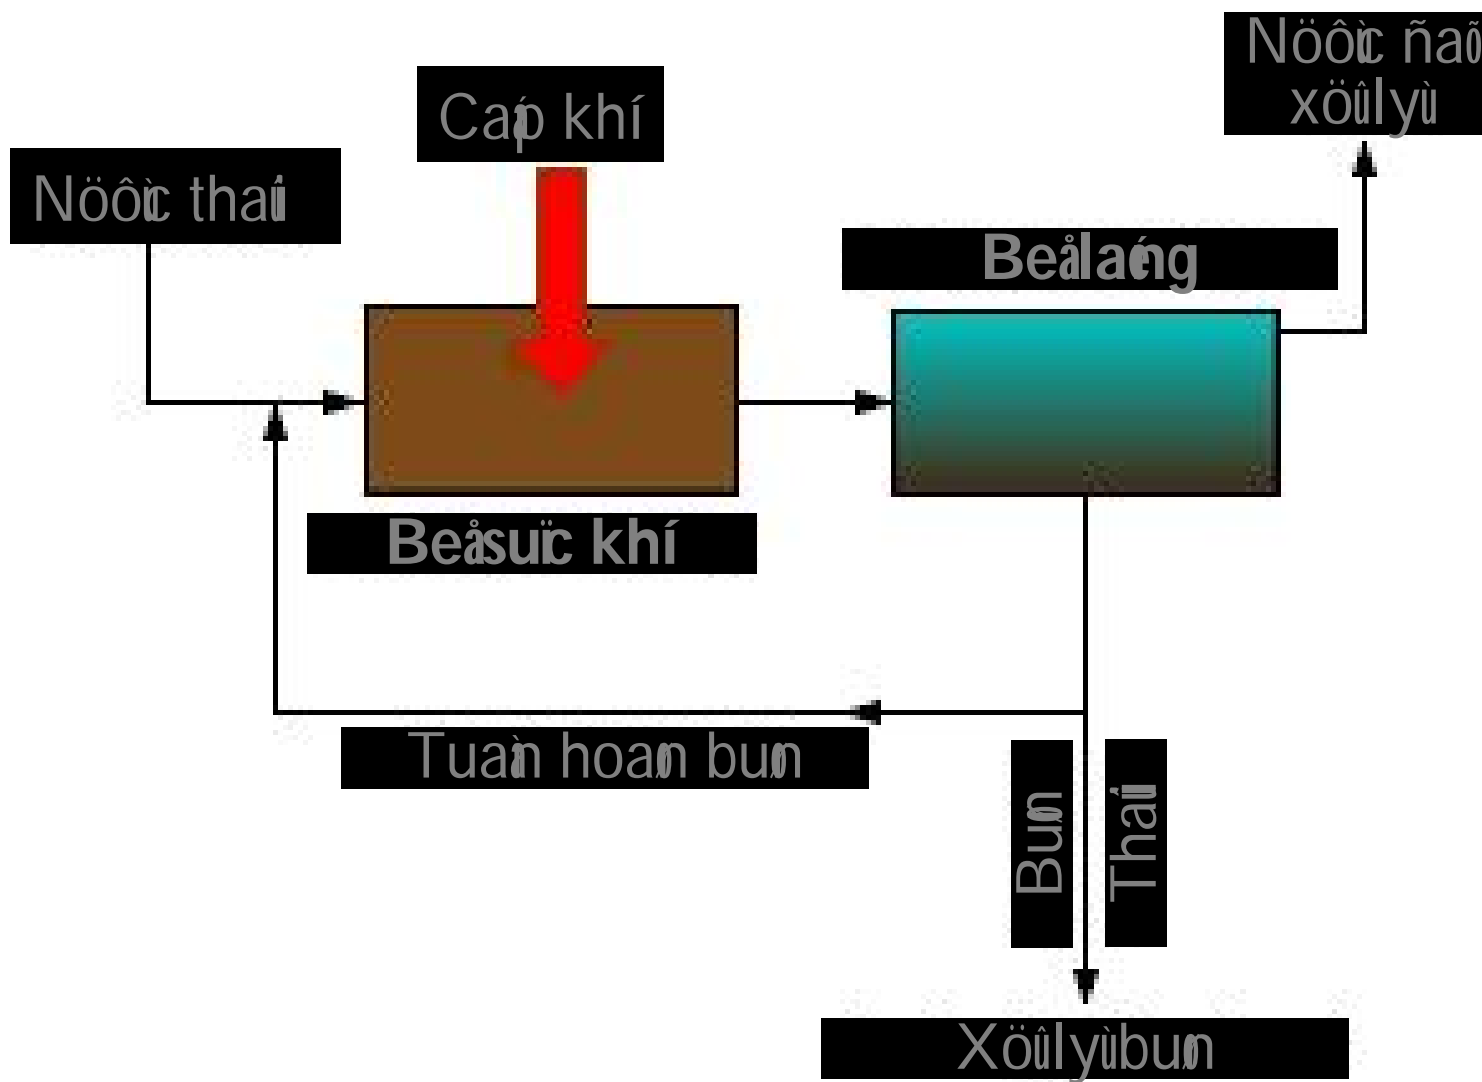 Nöôùc ñaõ
xöû lyù
Caáp khí
Nöôùc thaûi
Beå laéng
Beå suïc khí
Tuaàn hoaøn buøn
Buøn
Thaûi
Xöû lyù buøn